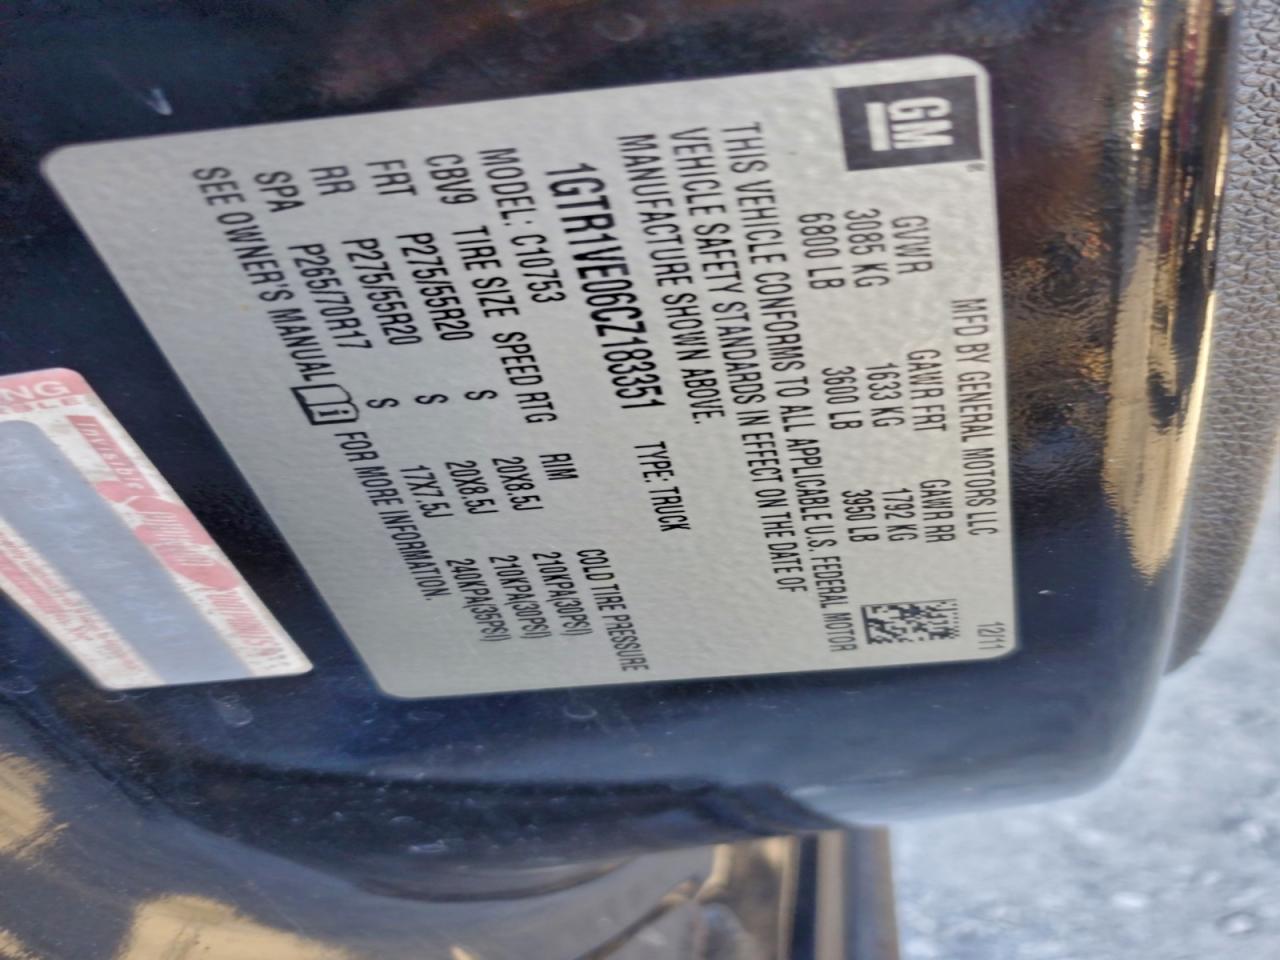 GM
MFD BY GENERAL MOTORS LLC 12/11
GVWR GAWR FRT GAWR RR
3085 KG 1633 KG 1792 KG
6800 LB 3600 LB 3950 LB
THIS VEHICLE CONFORMS TO ALL APPLICABLE U.S. FEDERAL MOTOR
VEHICLE SAFETY STANDARDS IN EFFECT ON THE DATE OF
MANUFACTURE SHOWN ABOVE.
1GTR1VE06CZ183351 TYPE: TRUCK
MODEL: C10753
CBV9 TIRE SIZE SPEED RTG RIM COLD TIRE PRESSURE
FRT P275/55R20 S 20X8.5J 210KPA(30PSI)
RR P275/55R20 S 20X8.5J 210KPA(30PSI)
SPA P265/70R17 S 17X7.5J 240KPA(35PSI)
SEE OWNER'S MANUAL i FOR MORE INFORMATION.
NG
Invisible